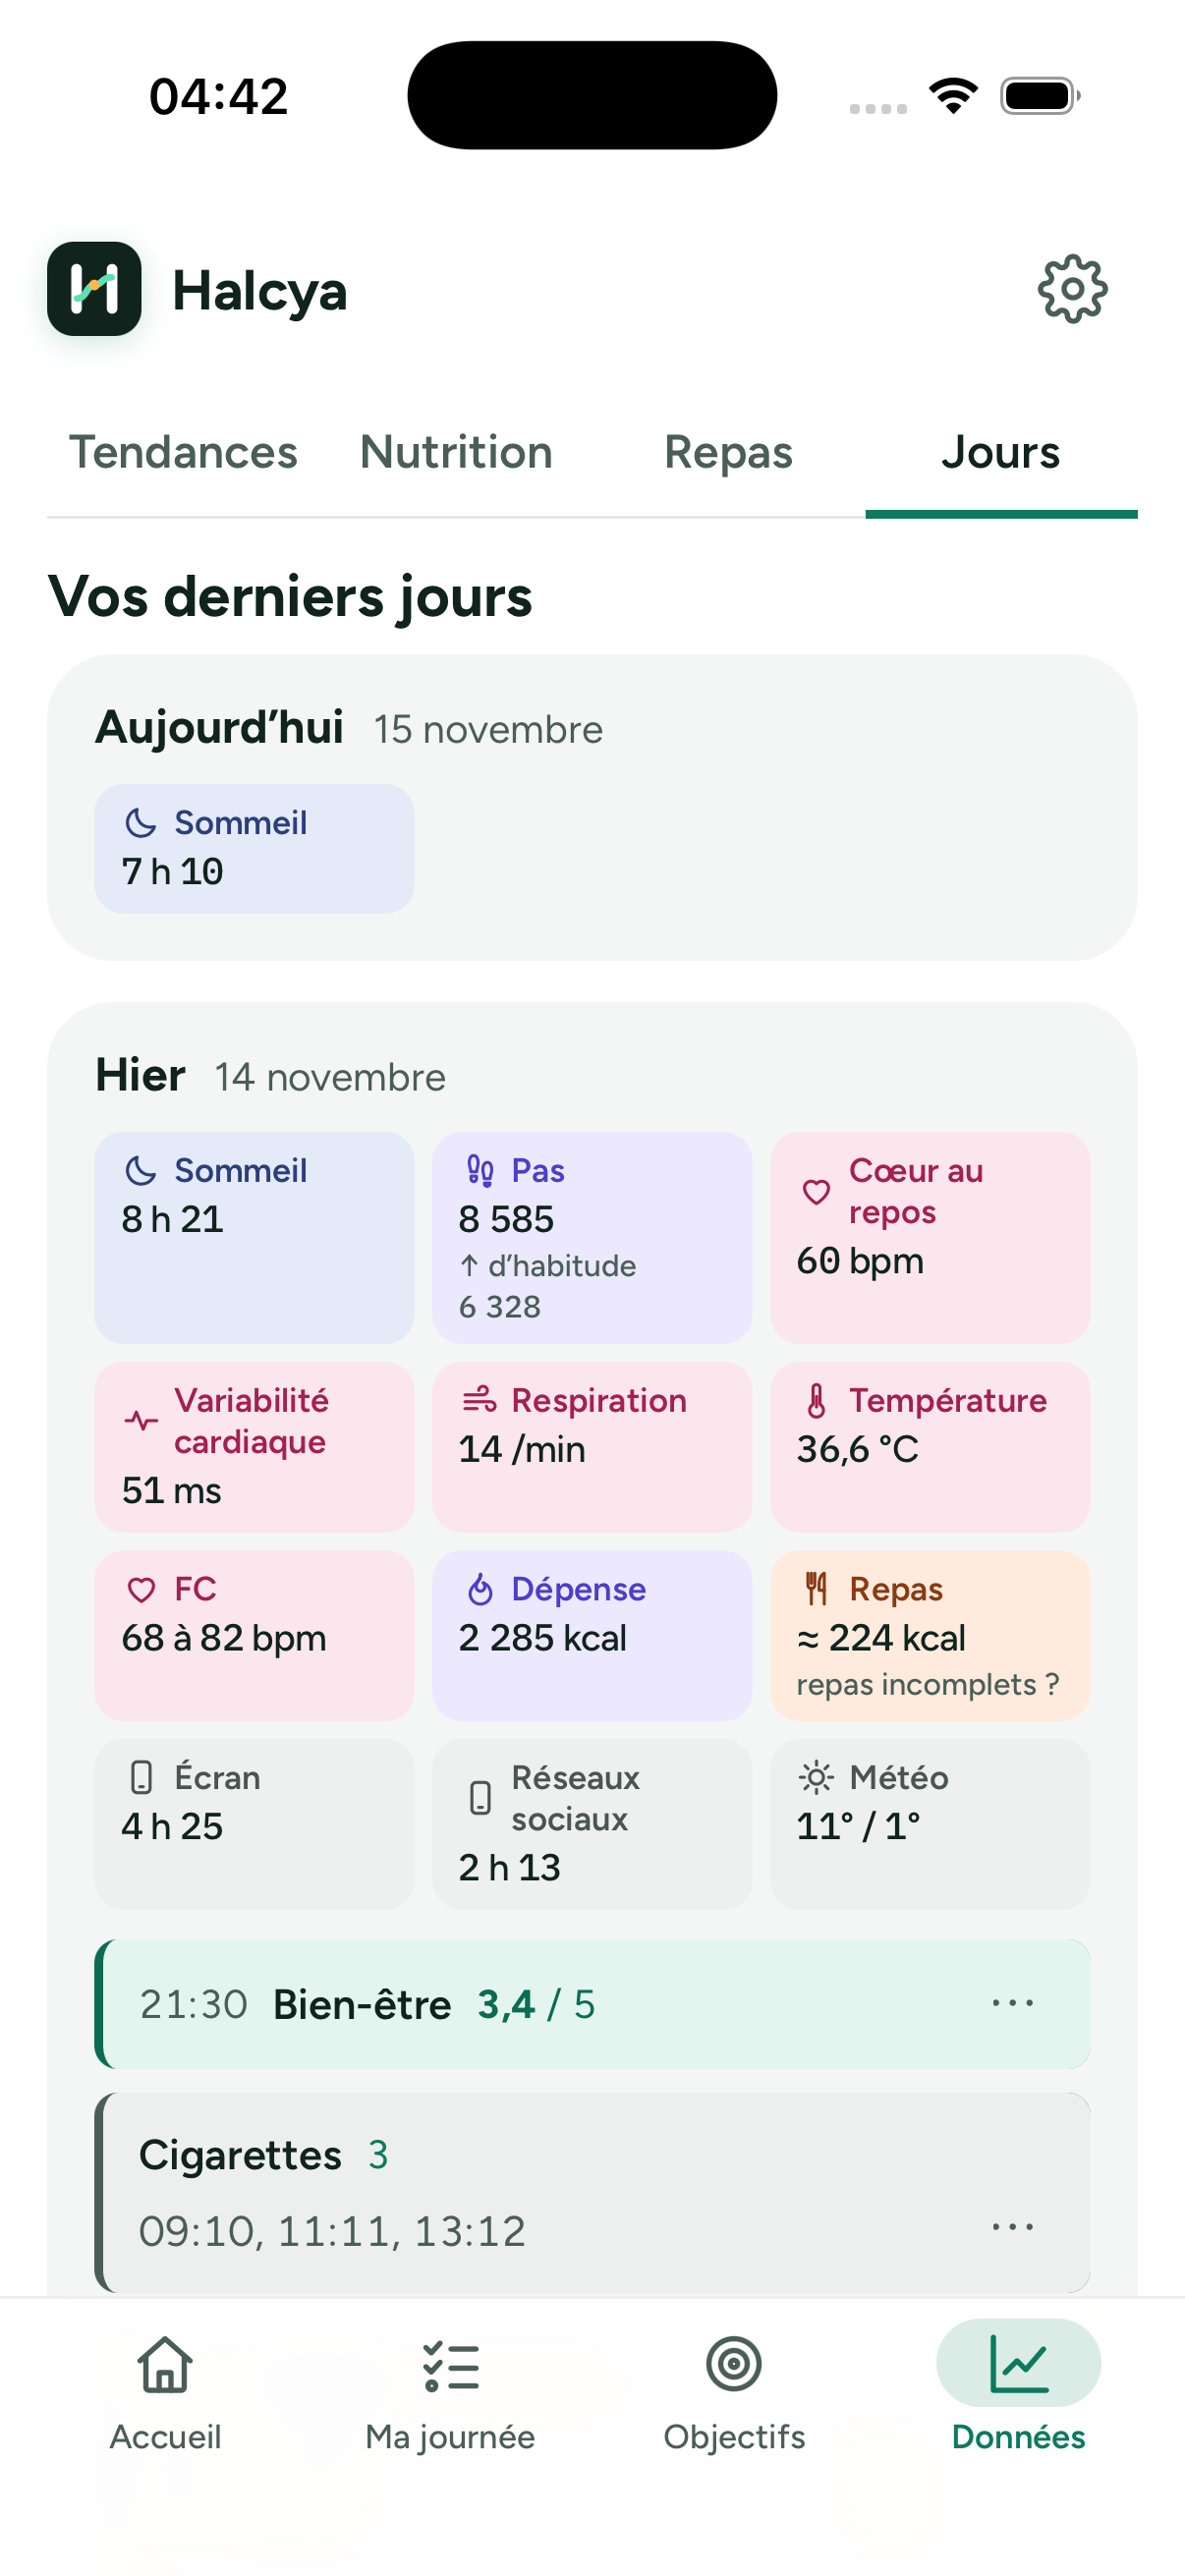 04:42
Halcya
Tendances Nutrition Repas Jours
Vos derniers jours
Aujourd’hui 15 novembre
Sommeil
7 h 10
Hier 14 novembre
Sommeil
8 h 21
Pas
8 585
↑ d’habitude
6 328
Cœur au
repos
60 bpm
Variabilité
cardiaque
51 ms
Respiration
14 /min
Température
36,6 °C
FC
68 à 82 bpm
Dépense
2 285 kcal
Repas
≈ 224 kcal
repas incomplets ?
Écran
4 h 25
Réseaux
sociaux
2 h 13
Météo
11° / 1°
21:30 Bien-être 3,4 / 5
Cigarettes 3
09:10, 11:11, 13:12
Accueil Ma journée Objectifs Données